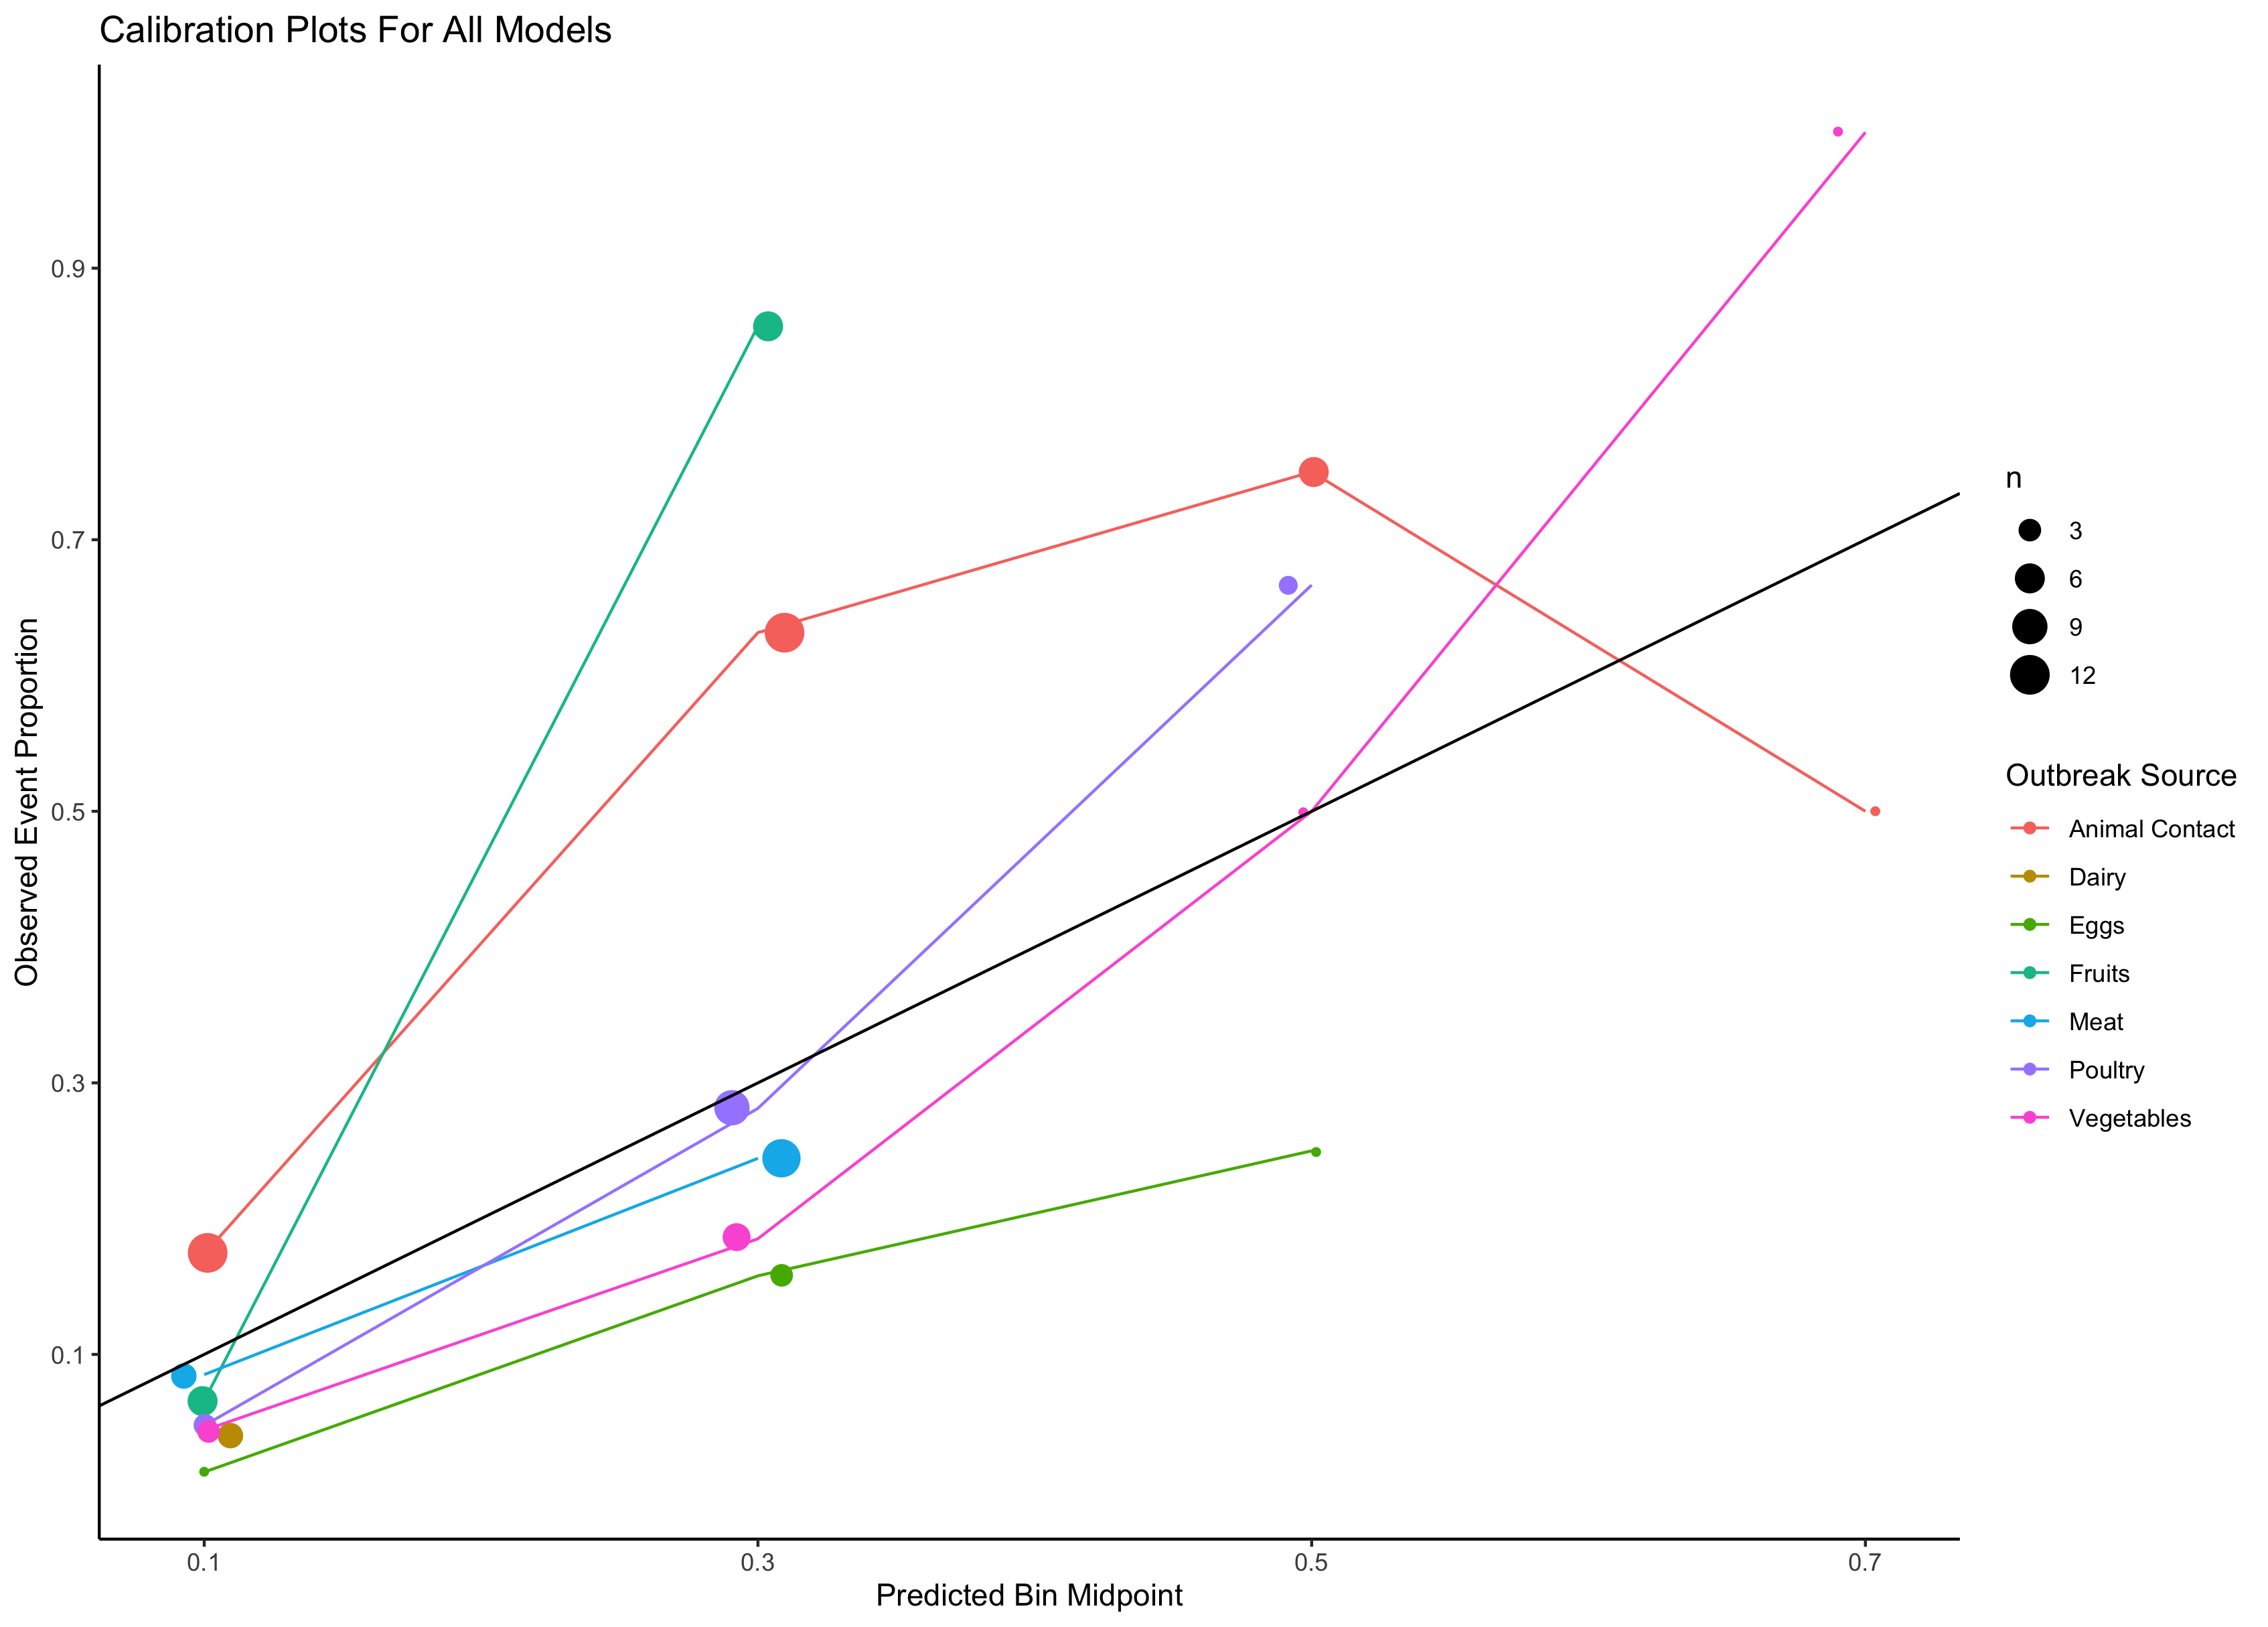 Calibration Plots For All Models
Observed Event Proportion
0.9
0.7
0.5
0.3
0.1
0.1
0.3
0.5
0.7
Predicted Bin Midpoint
n
3
6
9
12
Outbreak Source
Animal Contact
Dairy
Eggs
Fruits
Meat
Poultry
Vegetables